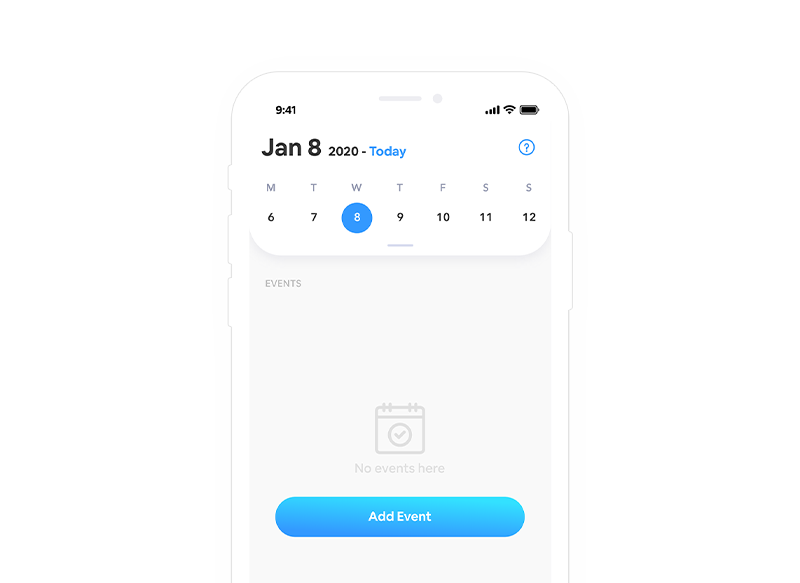 9:41
Jan 8 2020 - Today ?
M T W T F S S
6 7 8 9 10 11 12
EVENTS
No events here
Add Event